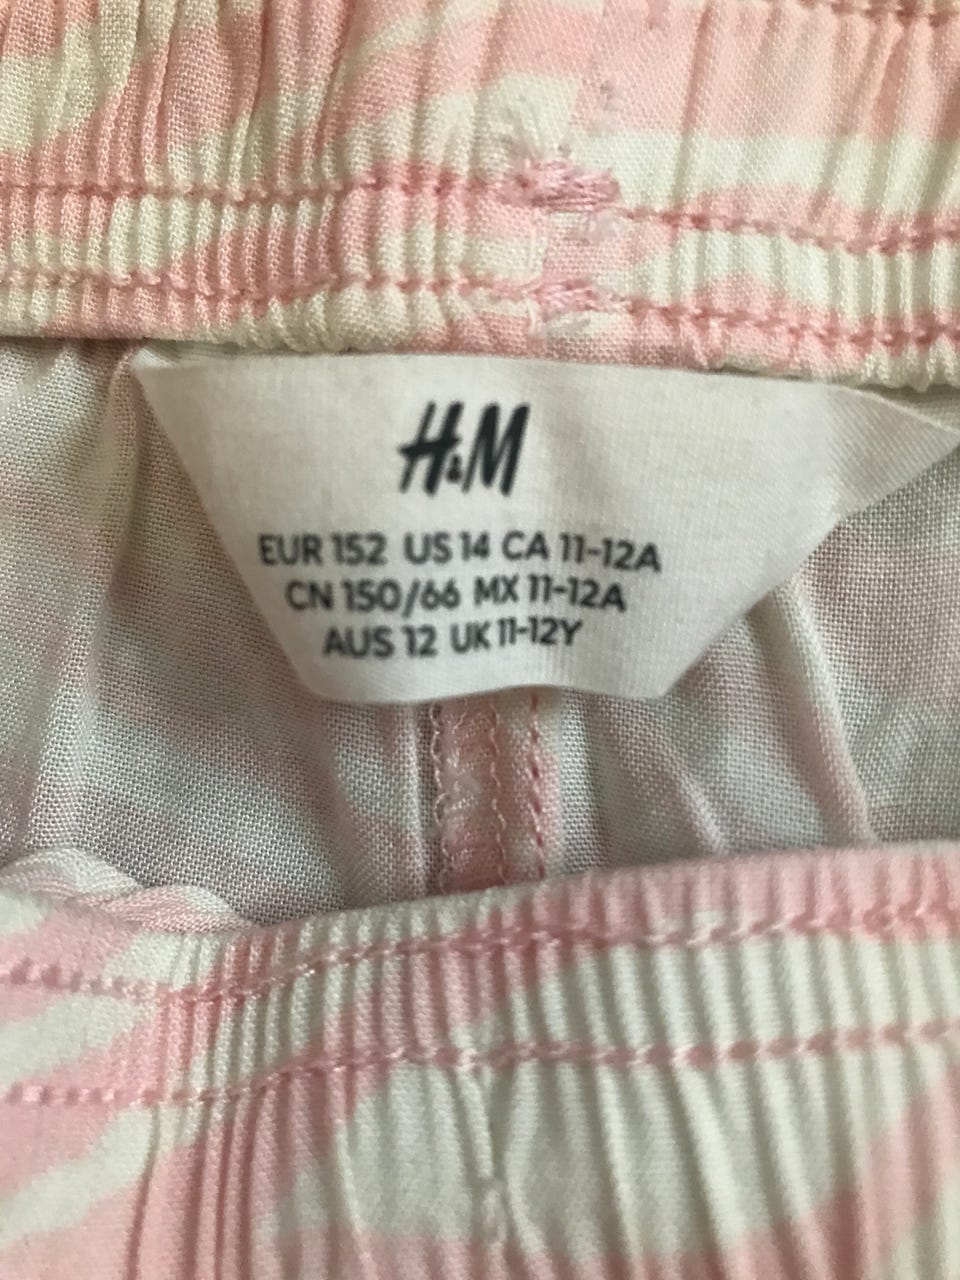 H&M
EUR 152 US 14 CA 11-12A
CN 150/66 MX 11-12A
AUS 12 UK 11-12Y